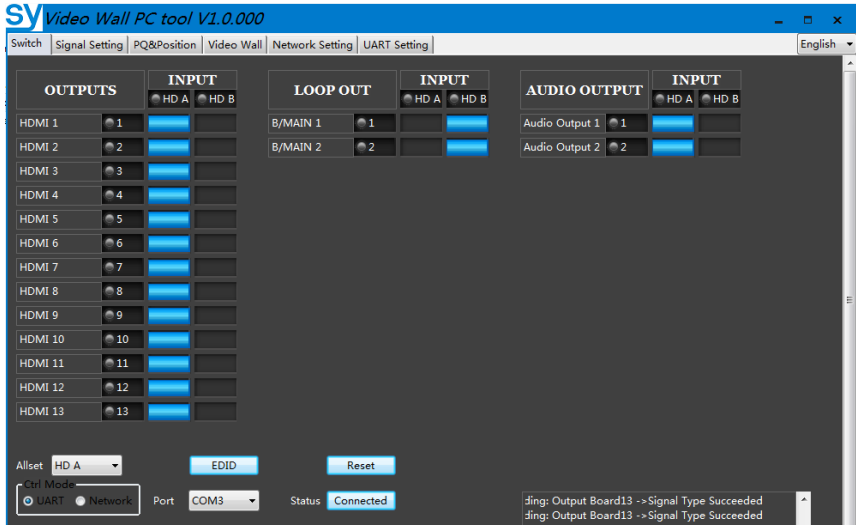 SY Video Wall PC tool V1.0.000
Switch Signal Setting PQ&Position Video Wall Network Setting UART Setting English
OUTPUTS INPUT LOOP OUT INPUT AUDIO OUTPUT INPUT
HD A HD B HD A HD B HD A HD B
HDMI 1 1 B/MAIN 1 1 Audio Output 1 1
HDMI 2 2 B/MAIN 2 2 Audio Output 2 2
HDMI 3 3
HDMI 4 4
HDMI 5 5
HDMI 6 6
HDMI 7 7
HDMI 8 8
HDMI 9 9
HDMI 10 10
HDMI 11 11
HDMI 12 12
HDMI 13 13
Allset HD A EDID Reset
Ctrl Mode
UART Network Port COM3 Status Connected
ding: Output Board13 ->Signal Type Succeeded
ding: Output Board13 ->Signal Type Succeeded